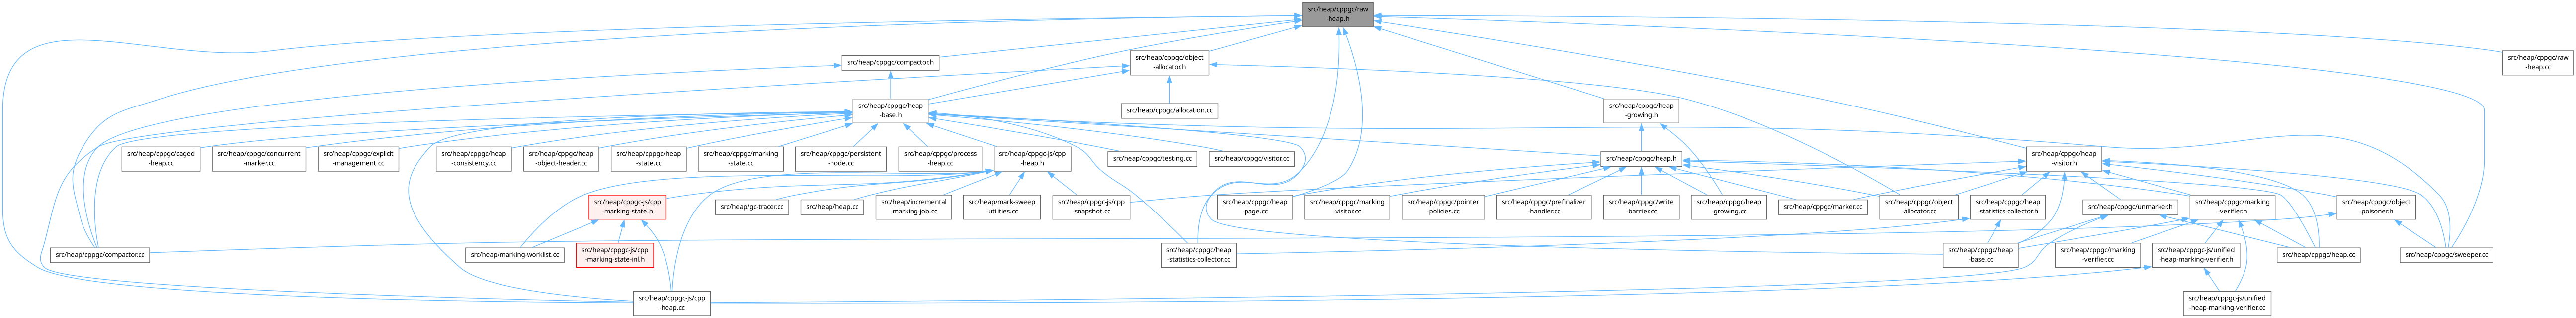 src/heap/cppgc/raw
-heap.h
src/heap/cppgc/compactor.h
src/heap/cppgc/object
-allocator.h
src/heap/cppgc/raw
-heap.cc
src/heap/cppgc/heap
-base.h
src/heap/cppgc/allocation.cc
src/heap/cppgc/heap
-growing.h
src/heap/cppgc/caged
-heap.cc
src/heap/cppgc/concurrent
-marker.cc
src/heap/cppgc/explicit
-management.cc
src/heap/cppgc/heap
-consistency.cc
src/heap/cppgc/heap
-object-header.cc
src/heap/cppgc/heap
-state.cc
src/heap/cppgc/marking
-state.cc
src/heap/cppgc/persistent
-node.cc
src/heap/cppgc/process
-heap.cc
src/heap/cppgc-js/cpp
-heap.h
src/heap/cppgc/testing.cc
src/heap/cppgc/visitor.cc
src/heap/cppgc/heap.h
src/heap/cppgc/heap
-visitor.h
src/heap/cppgc-js/cpp
-marking-state.h
src/heap/gc-tracer.cc
src/heap/heap.cc
src/heap/incremental
-marking-job.cc
src/heap/mark-sweep
-utilities.cc
src/heap/cppgc-js/cpp
-snapshot.cc
src/heap/cppgc/heap
-page.cc
src/heap/cppgc/marking
-visitor.cc
src/heap/cppgc/pointer
-policies.cc
src/heap/cppgc/prefinalizer
-handler.cc
src/heap/cppgc/write
-barrier.cc
src/heap/cppgc/heap
-growing.cc
src/heap/cppgc/marker.cc
src/heap/cppgc/object
-allocator.cc
src/heap/cppgc/heap
-statistics-collector.h
src/heap/cppgc/unmarker.h
src/heap/cppgc/marking
-verifier.h
src/heap/cppgc/object
-poisoner.h
src/heap/cppgc/compactor.cc
src/heap/marking-worklist.cc
src/heap/cppgc-js/cpp
-marking-state-inl.h
src/heap/cppgc/heap
-statistics-collector.cc
src/heap/cppgc/heap
-base.cc
src/heap/cppgc/marking
-verifier.cc
src/heap/cppgc-js/unified
-heap-marking-verifier.h
src/heap/cppgc/heap.cc
src/heap/cppgc/sweeper.cc
src/heap/cppgc-js/cpp
-heap.cc
src/heap/cppgc-js/unified
-heap-marking-verifier.cc